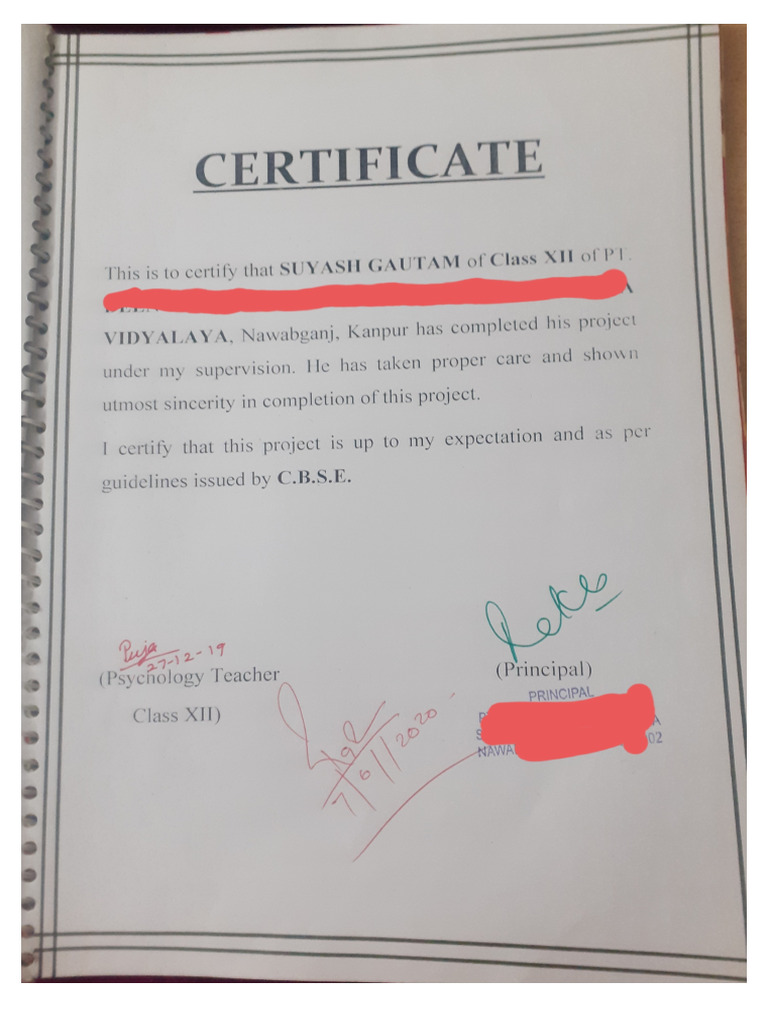 CERTIFICATE
This is to certify that SUYASH GAUTAM of Class XII of PT.
VIDYALAYA, Nawabganj, Kanpur has completed his project
under my supervision. He has taken proper care and shown
utmost sincerity in completion of this project.
I certify that this project is up to my expectation and as per
guidelines issued by C.B.S.E.
Puja
27-12-19
(Psychology Teacher
Class XII)
(Principal)
PRINCIPAL
NAWA
02
2020